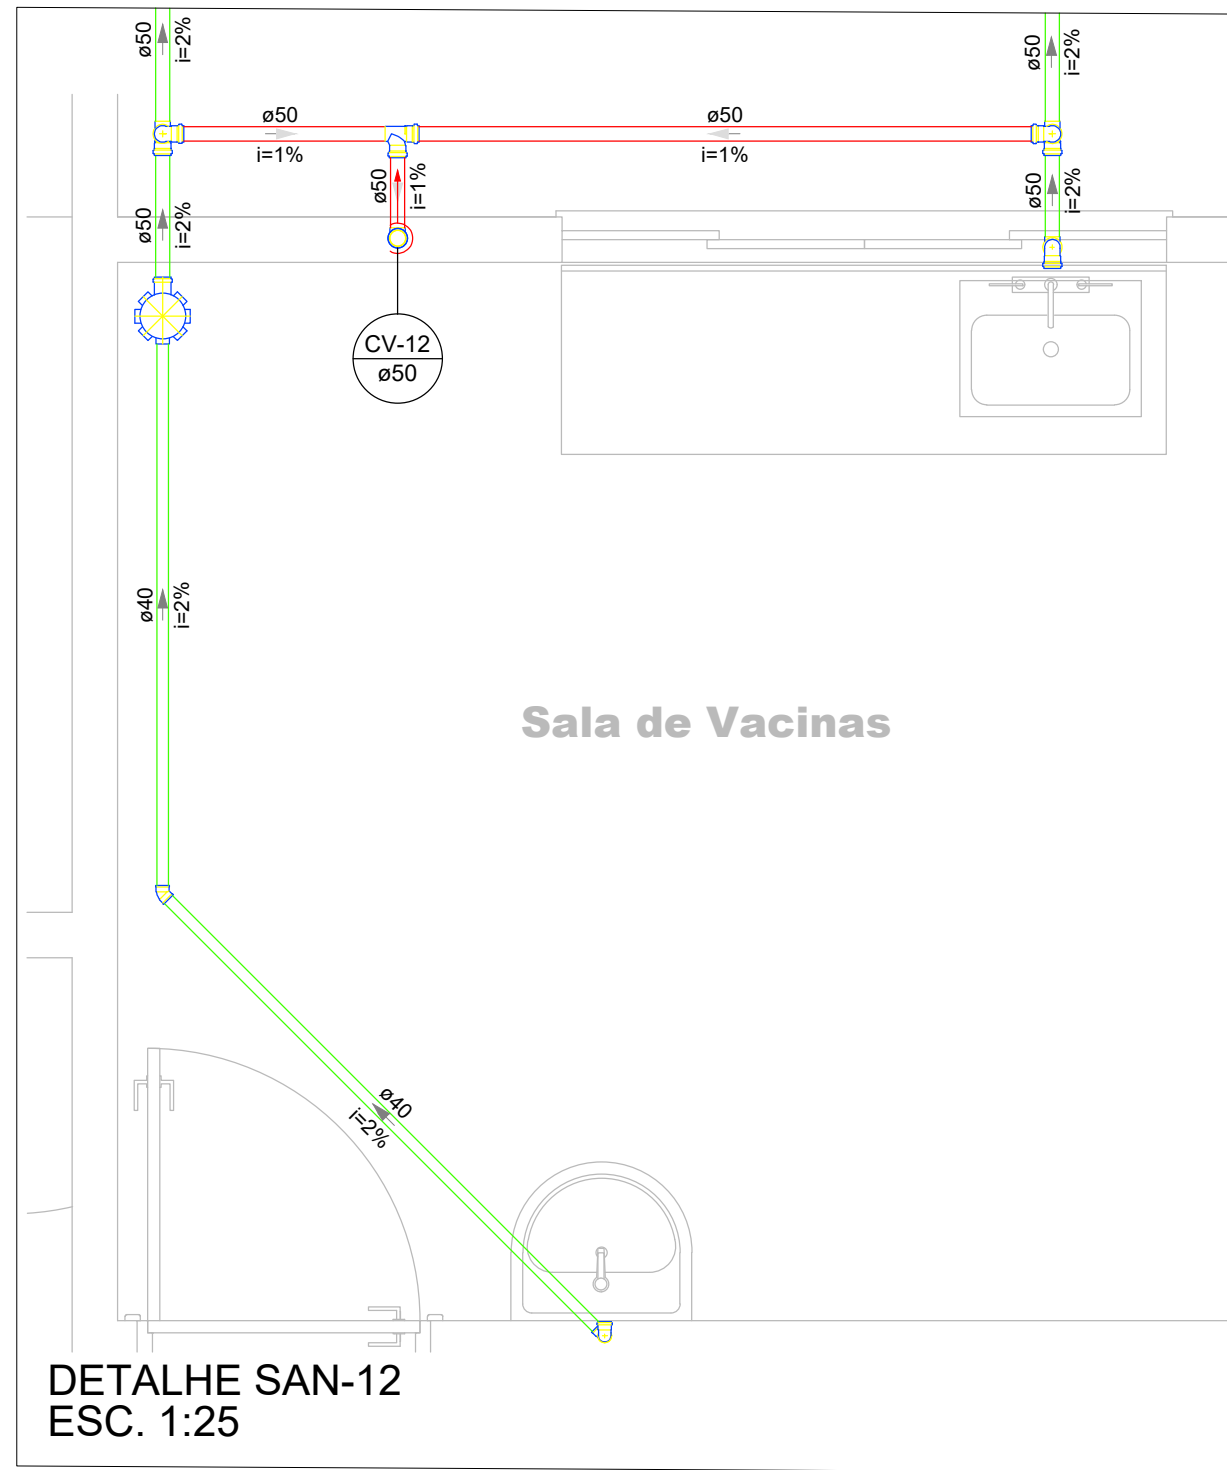 ø50
i=2%
ø50
i=2%
ø50
i=1%
ø50
i=1%
ø50
i=1%
ø50
i=2%
ø50
i=2%
CV-12
ø50
ø40
i=2%
Sala de Vacinas
ø40
i=2%
DETALHE SAN-12
ESC. 1:25